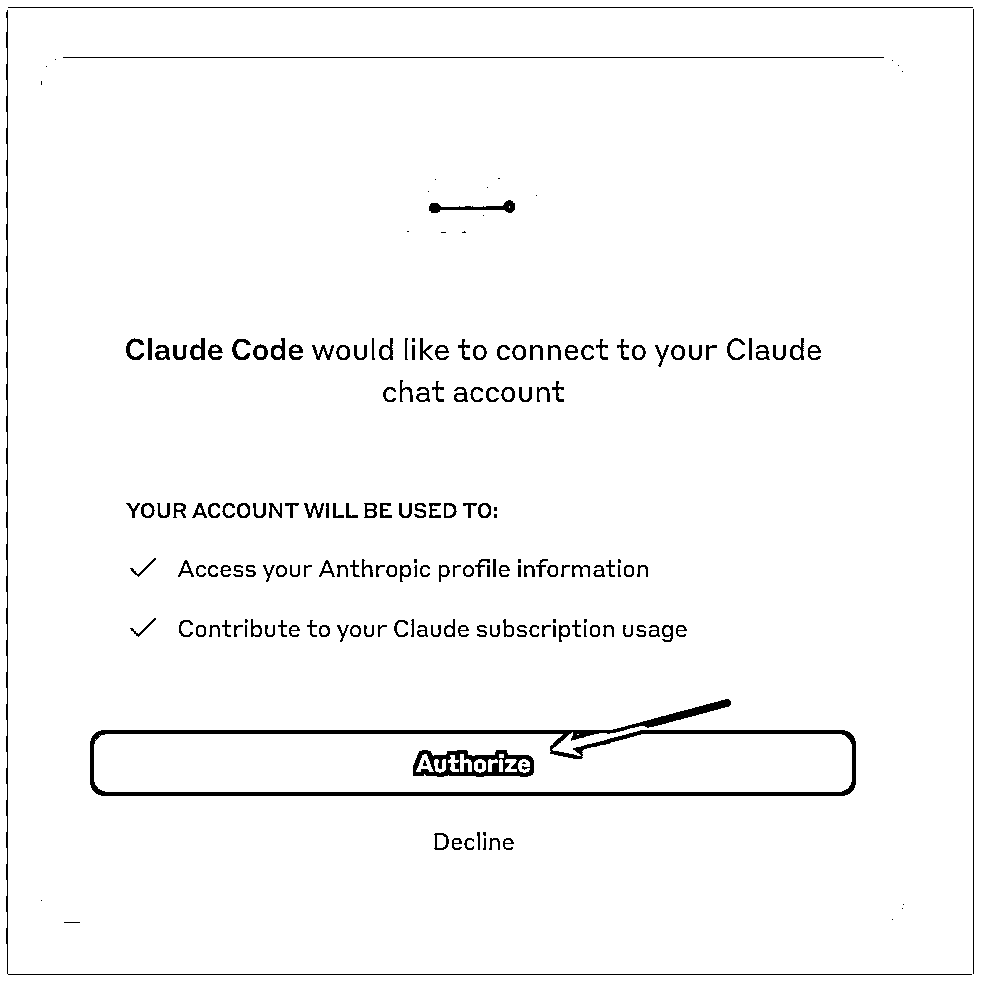 Claude Code would like to connect to your Claude
chat account
YOUR ACCOUNT WILL BE USED TO:
Access your Anthropic profile information
Contribute to your Claude subscription usage
Authorize
Decline